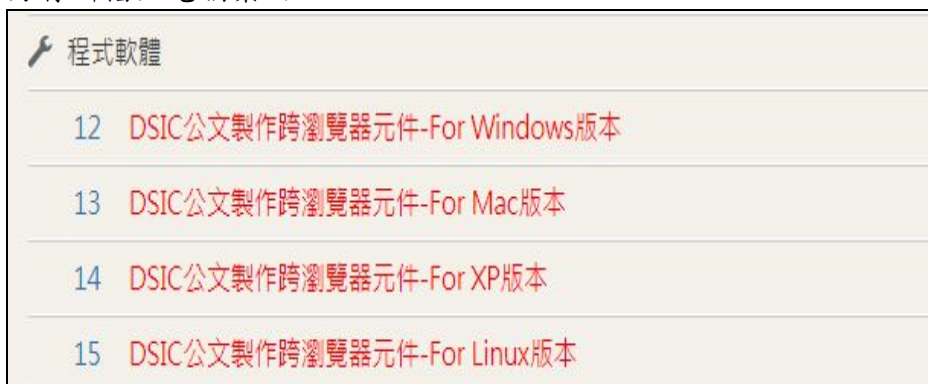 程式軟體
12 DSIC公文製作跨瀏覽器元件-For Windows版本
13 DSIC公文製作跨瀏覽器元件-For Mac版本
14 DSIC公文製作跨瀏覽器元件-For XP版本
15 DSIC公文製作跨瀏覽器元件-For Linux版本